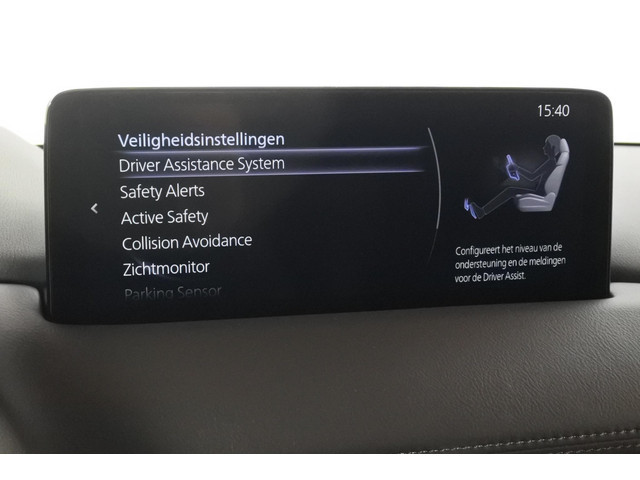 15:40
Veiligheidsinstellingen
Driver Assistance System
Safety Alerts
Active Safety
Collision Avoidance
Zichtmonitor
Parking Sensor
Configureert het niveau van de
ondersteuning en de meldingen
voor de Driver Assist.